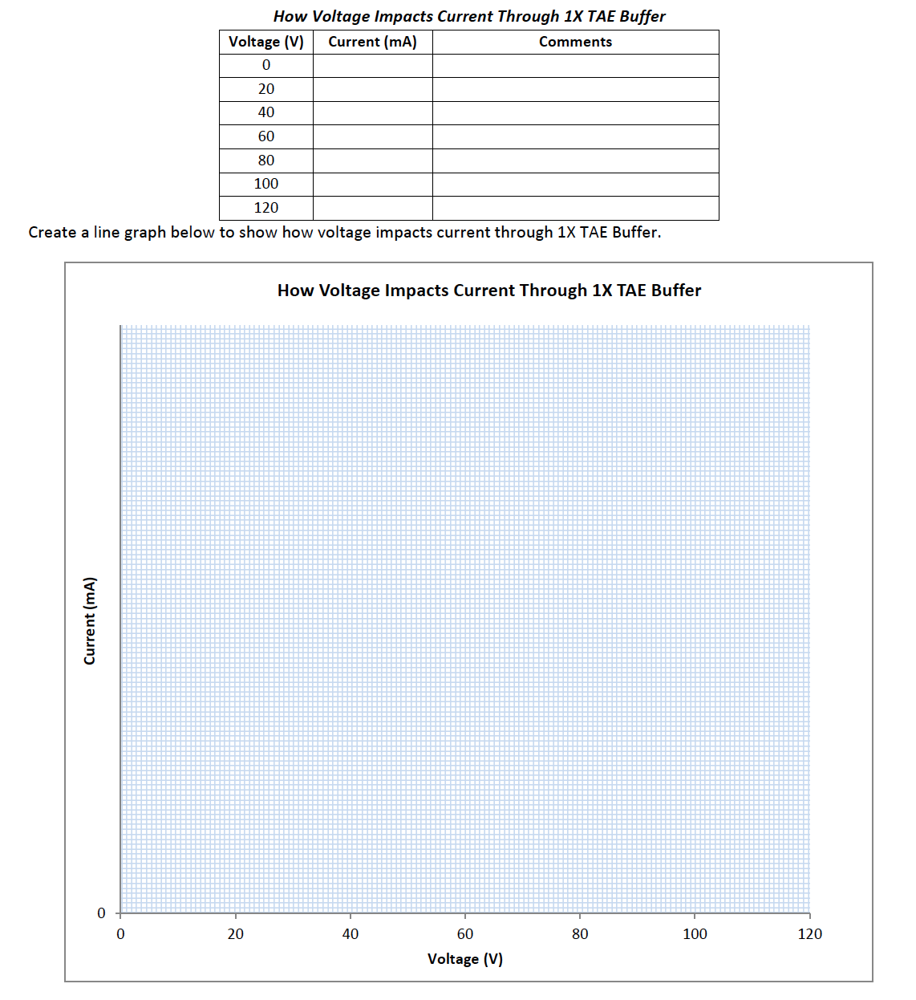 How Voltage Impacts Current Through 1X TAE Buffer
Voltage (V) Current (mA) Comments
0
20
40
60
80
100
120
Create a line graph below to show how voltage impacts current through 1X TAE Buffer.
How Voltage Impacts Current Through 1X TAE Buffer
Current (mA)
0
0 20 40 60 80 100 120
Voltage (V)